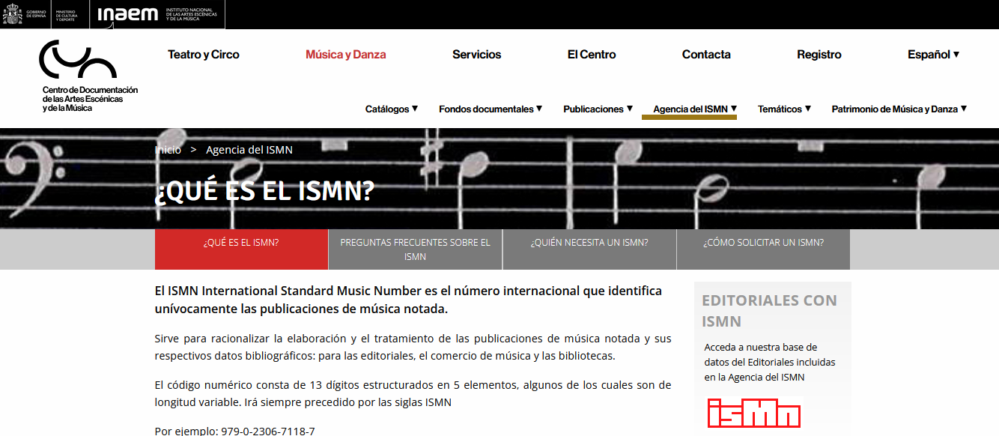 GOBIERNO
DE ESPAÑA
MINISTERIO
DE CULTURA
Y DEPORTE
inaem
INSTITUTO NACIONAL
DE LAS ARTES ESCÉNICAS
Y DE LA MÚSICA
Centro de Documentación
de las Artes Escénicas
y de la Música
Teatro y Circo Música y Danza Servicios El Centro Contacta Registro Español ▼
Catálogos ▼ Fondos documentales ▼ Publicaciones ▼ Agencia del ISMN ▼ Temáticos ▼ Patrimonio de Música y Danza ▼
Inicio > Agencia del ISMN
¿QUÉ ES EL ISMN?
¿QUÉ ES EL ISMN?
PREGUNTAS FRECUENTES SOBRE EL
ISMN
¿QUIÉN NECESITA UN ISMN?
¿CÓMO SOLICITAR UN ISMN?
El ISMN International Standard Music Number es el número internacional que identifica
unívocamente las publicaciones de música notada.
Sirve para racionalizar la elaboración y el tratamiento de las publicaciones de música notada y sus
respectivos datos bibliográficos: para las editoriales, el comercio de música y las bibliotecas.
El código numérico consta de 13 dígitos estructurados en 5 elementos, algunos de los cuales son de
longitud variable. Irá siempre precedido por las siglas ISMN
Por ejemplo: 979-0-2306-7118-7
EDITORIALES CON
ISMN
Acceda a nuestra base de
datos del Editoriales incluidas
en la Agencia del ISMN
ismn